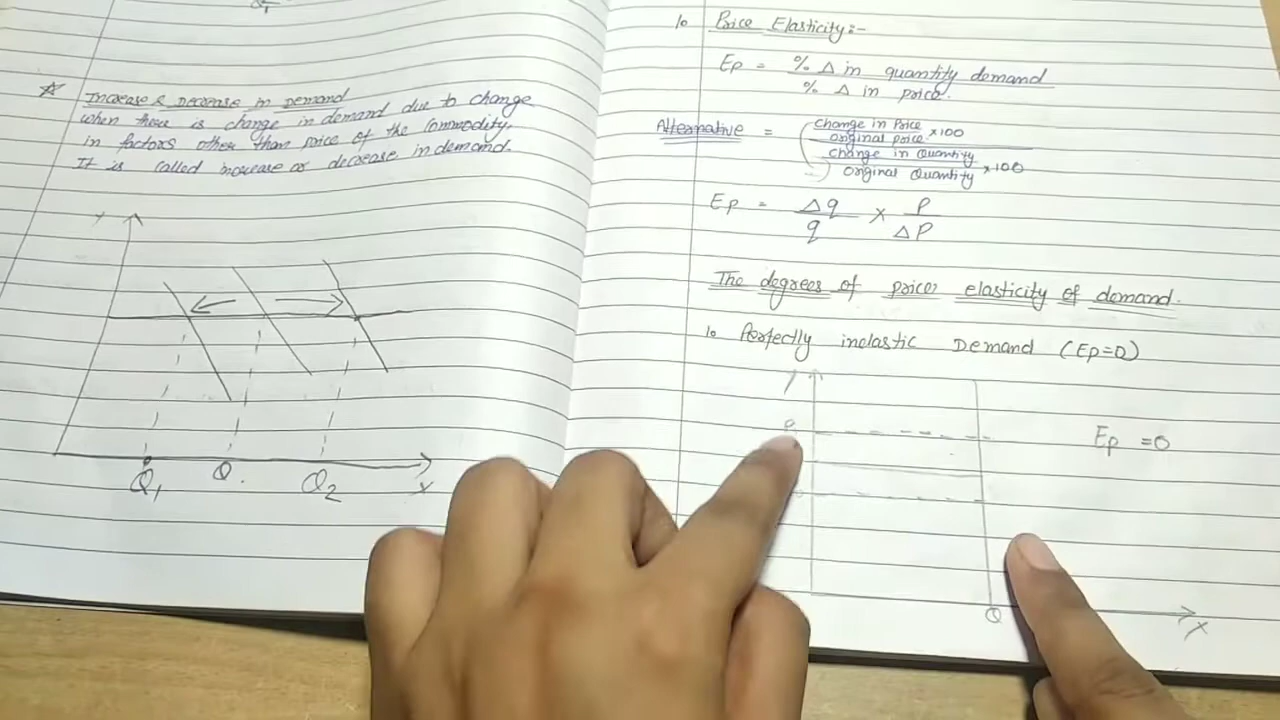 Q1
Increase & Decrease in Demand
when there is change in demand due to change
in factors other than price of the Commodity.
It is called increase or decrease in demand.
Y
Q1 Q. Q2 X
1. Price Elasticity:-
Ep = % Δ in quantity demand
% Δ in price.
Alternative = change in Price
original price ×100
change in Quantity
original Quantity ×100
Ep = Δq / q × P / ΔP
The degrees of price elasticity of demand.
1. Perfectly inelastic Demand (Ep=0)
Y
P
Ep =0
Q X